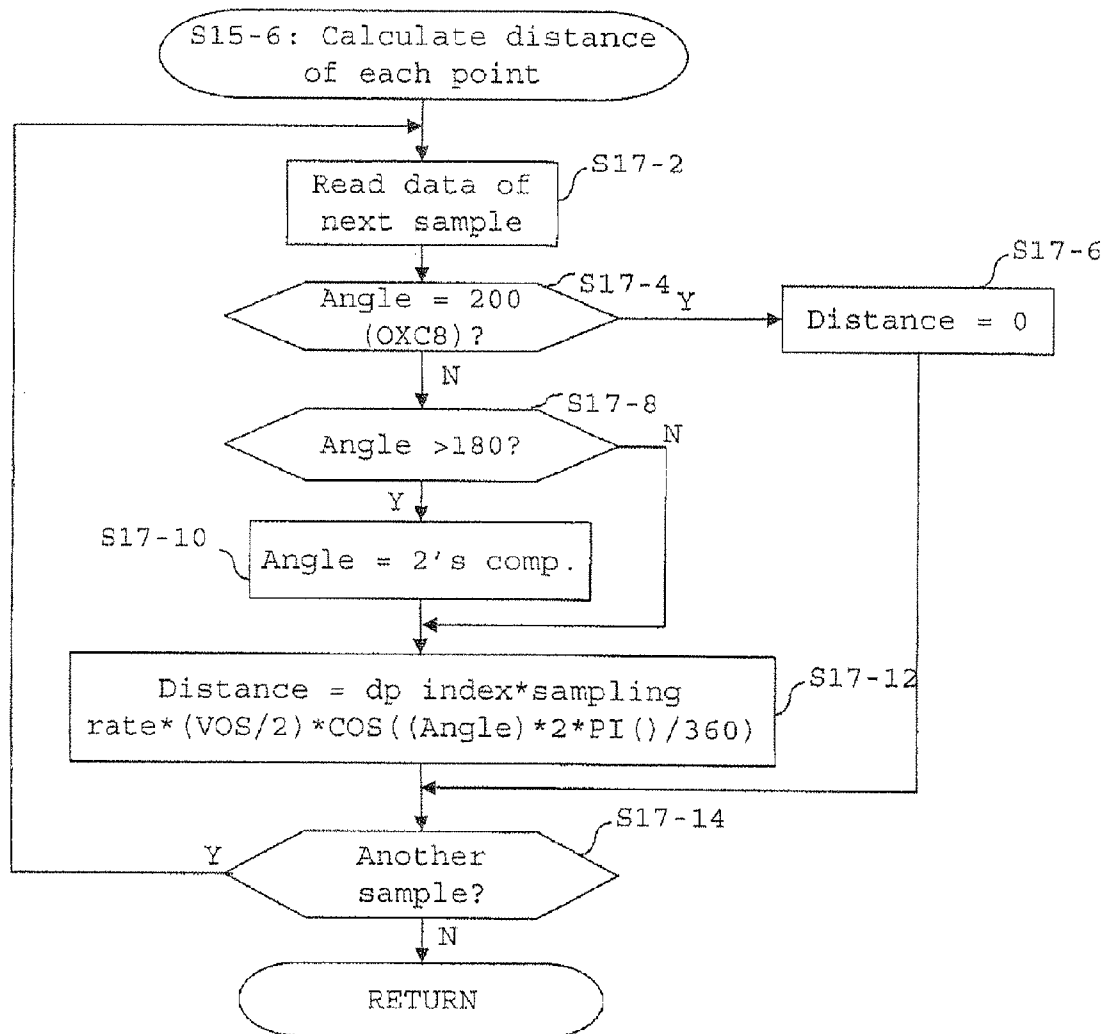 S15-6: Calculate distance
of each point
S17-2
Read data of
next sample
S17-6
S17-4
Angle = 200
(OXC8)?
Y
Distance = 0
N
S17-8
Angle >180?
N
Y
S17-10
Angle = 2's comp.
S17-12
Distance = dp index*sampling
rate*(VOS/2)*COS((Angle)*2*PI()/360)
S17-14
Y
Another
sample?
N
RETURN